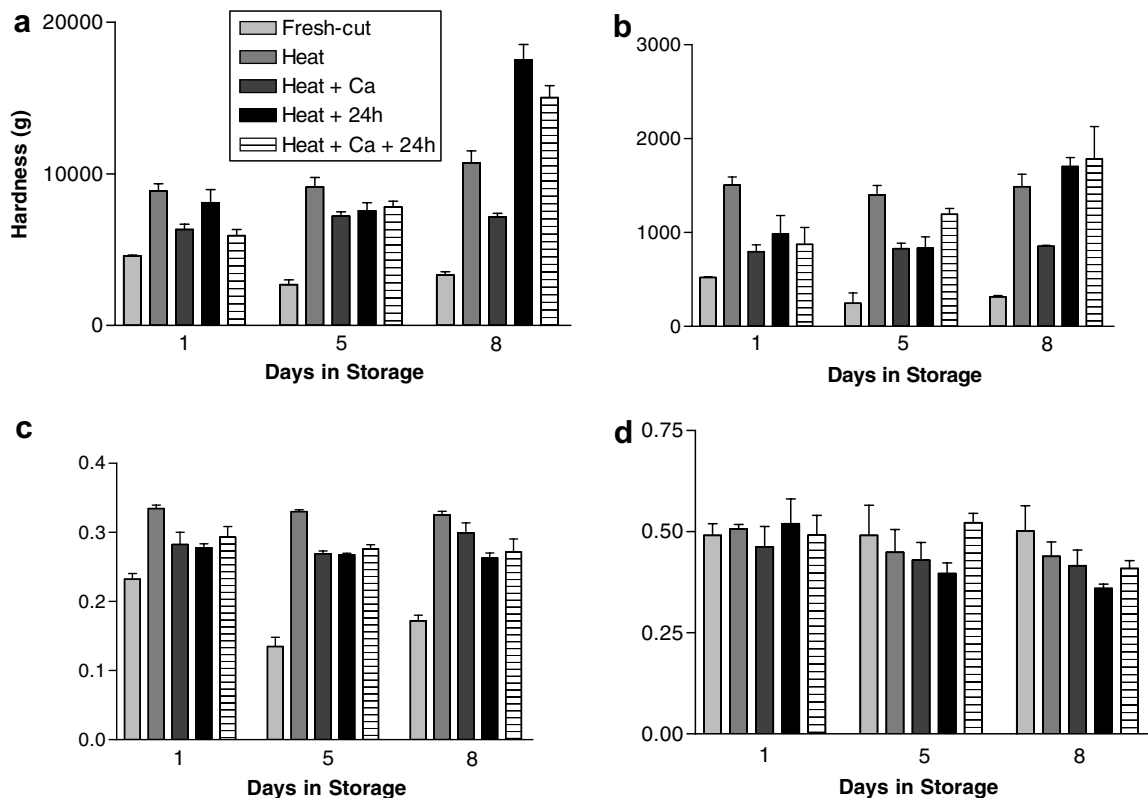 a
20000
10000
0
Hardness (g)
Fresh-cut
Heat
Heat + Ca
Heat + 24h
Heat + Ca + 24h
1 5 8
Days in Storage
b
3000
2000
1000
0
1 5 8
Days in Storage
c
0.4
0.3
0.2
0.1
0.0
1 5 8
Days in Storage
d
0.75
0.50
0.25
0.00
1 5 8
Days in Storage